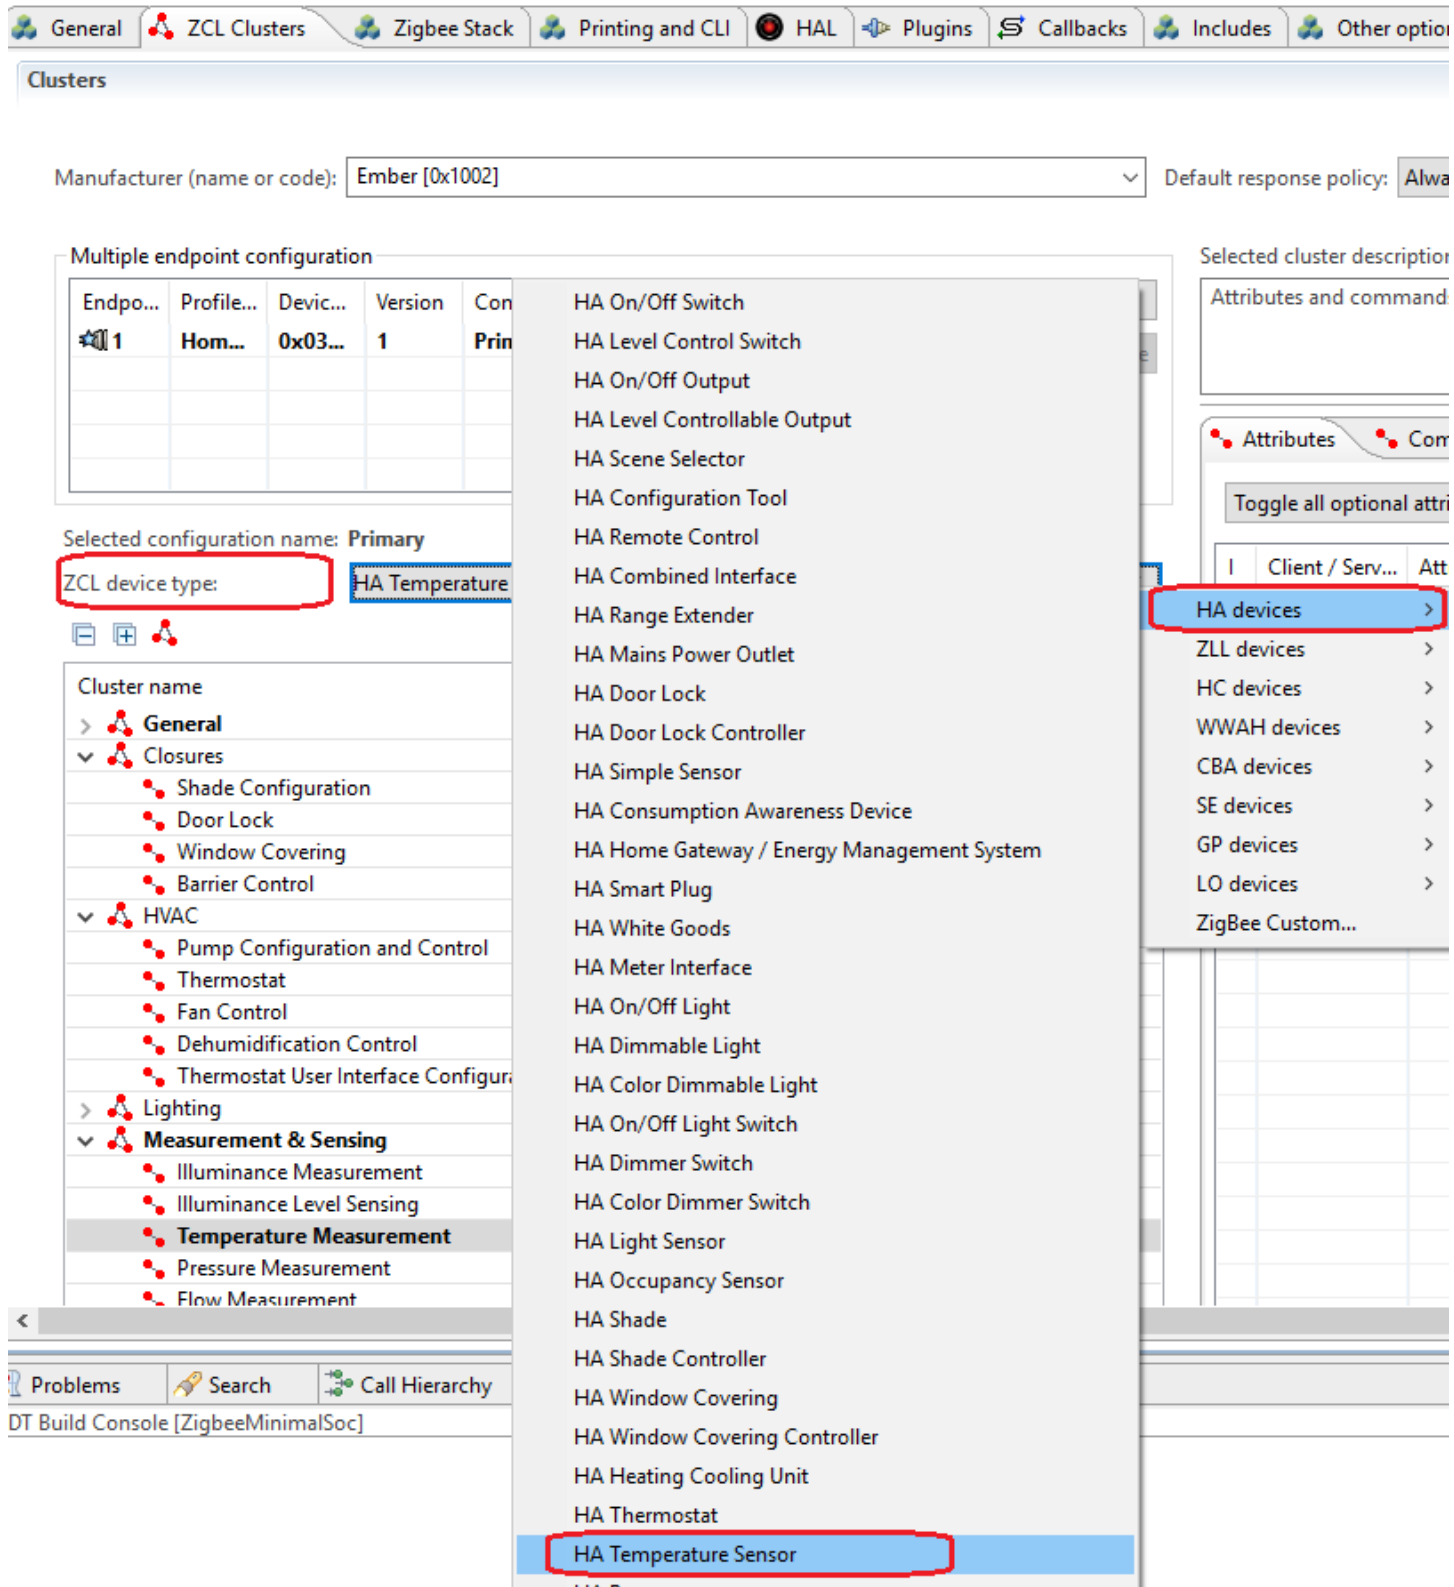 General ZCL Clusters Zigbee Stack Printing and CLI HAL Plugins Callbacks Includes Other
Clusters
Manufacturer (name or code): Ember [0x1002] Default response policy:
Multiple endpoint configuration
Selected cluster
Endpo... Profile... Devic... Version
Attributes and
1 Hom... 0x03... 1
Selected configuration name: Primary
ZCL device type: HA Temperature
Attributes
Toggle all optional
I Client / Serv...
Cluster name
General
Closures
Shade Configuration
Door Lock
Window Covering
Barrier Control
HVAC
Pump Configuration and Control
Thermostat
Fan Control
Dehumidification Control
Thermostat User Interface
Lighting
Measurement & Sensing
Illuminance Measurement
Illuminance Level Sensing
Temperature Measurement
Pressure Measurement
Flow Measurement
HA On/Off Switch
HA Level Control Switch
HA On/Off Output
HA Level Controllable Output
HA Scene Selector
HA Configuration Tool
HA Remote Control
HA Combined Interface
HA Range Extender
HA Mains Power Outlet
HA Door Lock
HA Door Lock Controller
HA Simple Sensor
HA Consumption Awareness Device
HA Home Gateway / Energy Management System
HA Smart Plug
HA White Goods
HA Meter Interface
HA On/Off Light
HA Dimmable Light
HA Color Dimmable Light
HA On/Off Light Switch
HA Dimmer Switch
HA Color Dimmer Switch
HA Light Sensor
HA Occupancy Sensor
HA Shade
HA Shade Controller
HA Window Covering
HA Window Covering Controller
HA Heating Cooling Unit
HA Thermostat
HA Temperature Sensor
HA devices
ZLL devices
HC devices
WWAH devices
CBA devices
SE devices
GP devices
LO devices
ZigBee Custom...
Problems Search Call Hierarchy
DT Build Console [ZigbeeMinimalSoc]